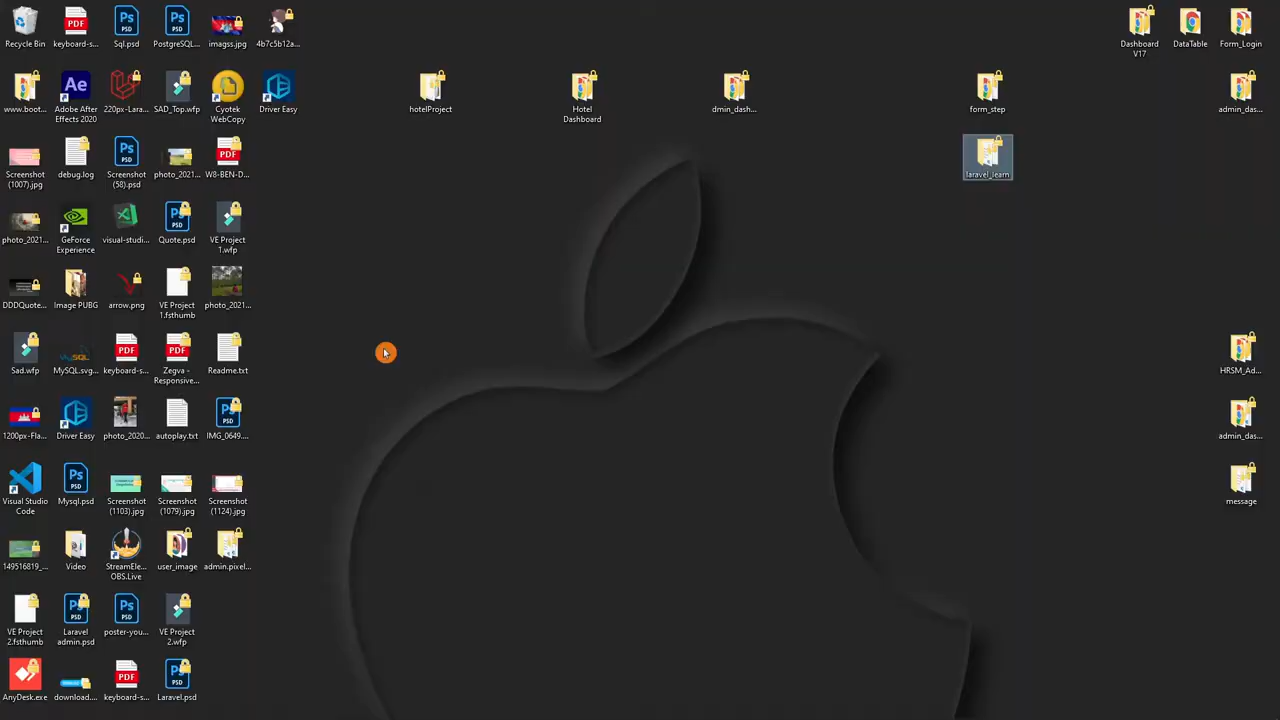 Recycle Bin
keyboard-s...
Sql.psd
PostgreSQL...
imagss.jpg
4b7c5b12a...
Dashboard
V17
DataTable
Form_Login
www.boot...
Adobe After
Effects 2020
220px-Lara...
SAD_Top.wfp
Cyotek
WebCopy
Driver Easy
hotelProject
Hotel
Dashboard
dmin_dash...
form_step
admin_das...
Screenshot
(1007).jpg
debug.log
Screenshot
(58).psd
photo_2021...
W8-BEN-D...
laravel_learn
photo_2021...
GeForce
Experience
visual-studi...
Quote.psd
VE Project
1.wfp
DDDQuote...
Image PUBG
arrow.png
VE Project
1.fsthumb
photo_2021...
Sad.wfp
MySQL.svg...
keyboard-s...
Zegva -
Responsive...
Readme.txt
HRSM_Ad...
1200px-Fla...
Driver Easy
photo_2020...
autoplay.txt
IMG_0649....
admin_das...
Visual Studio
Code
Mysql.psd
Screenshot
(1103).jpg
Screenshot
(1079).jpg
Screenshot
(1124).jpg
message
149516819_...
Video
StreamEle...
OBS.Live
user_image
admin.pixel...
VE Project
2.fsthumb
Laravel
admin.psd
poster-you...
VE Project
2.wfp
AnyDesk.exe
download....
keyboard-s...
Laravel.psd